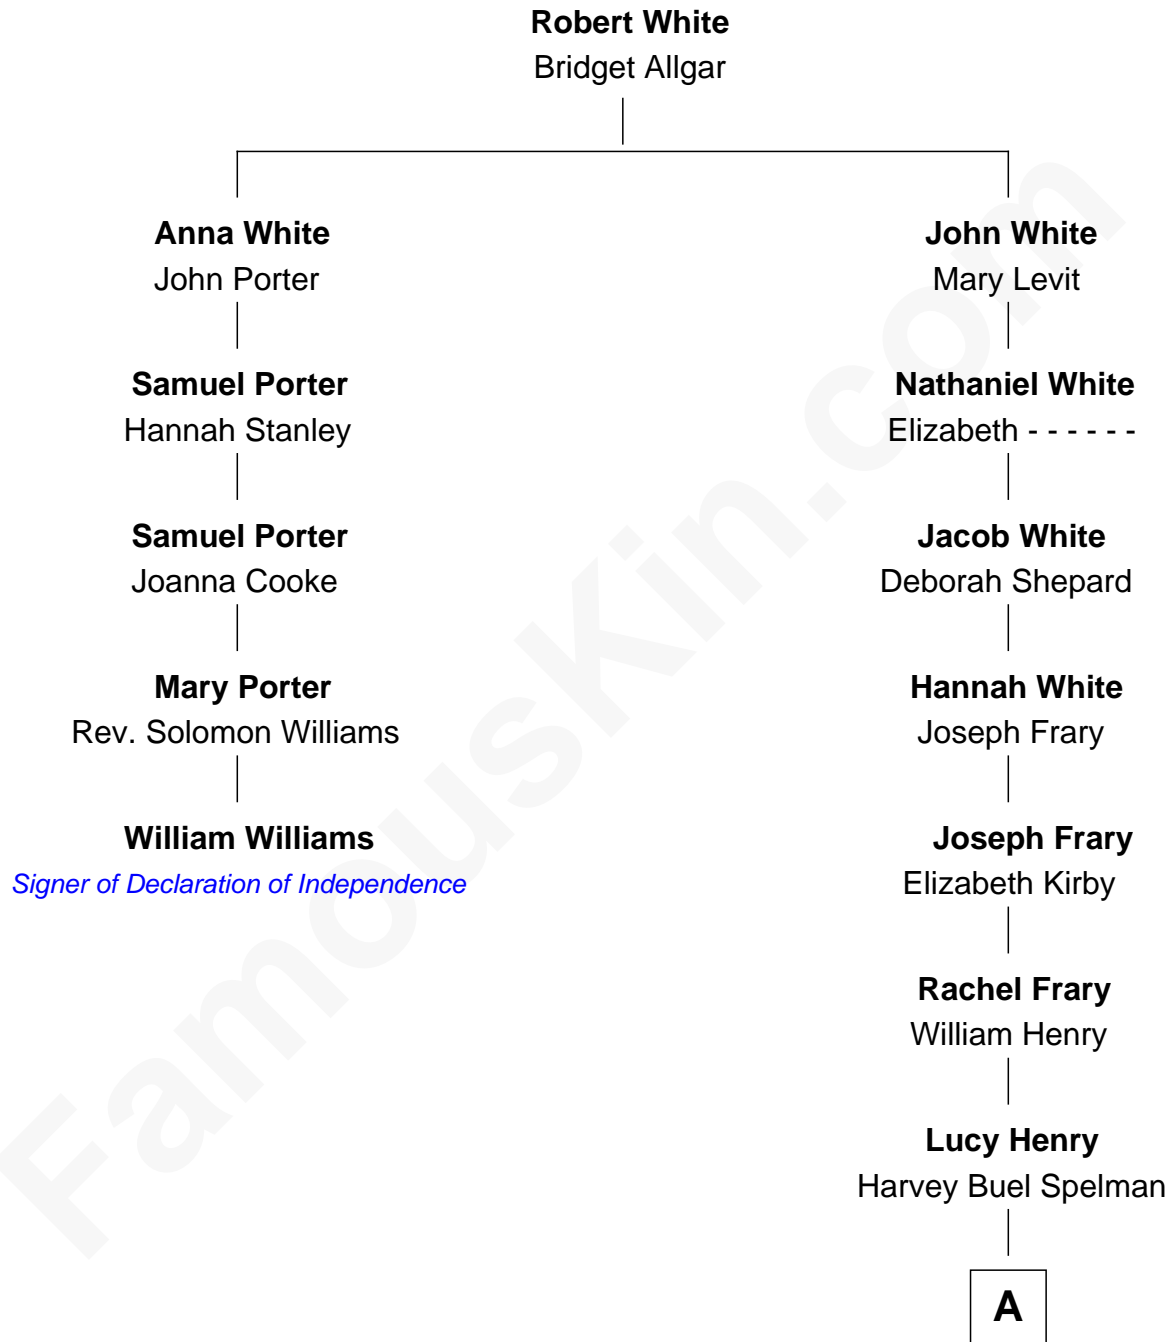 Robert White
Bridget Allgar
Anna White
John Porter
Samuel Porter
Hannah Stanley
Samuel Porter
Joanna Cooke
Mary Porter
Rev. Solomon Williams
William Williams
Signer of Declaration of Independence
John White
Mary Levit
Nathaniel White
Elizabeth - - - - - -
Jacob White
Deborah Shepard
Hannah White
Joseph Frary
Joseph Frary
Elizabeth Kirby
Rachel Frary
William Henry
Lucy Henry
Harvey Buel Spelman
A
FamousKin.com